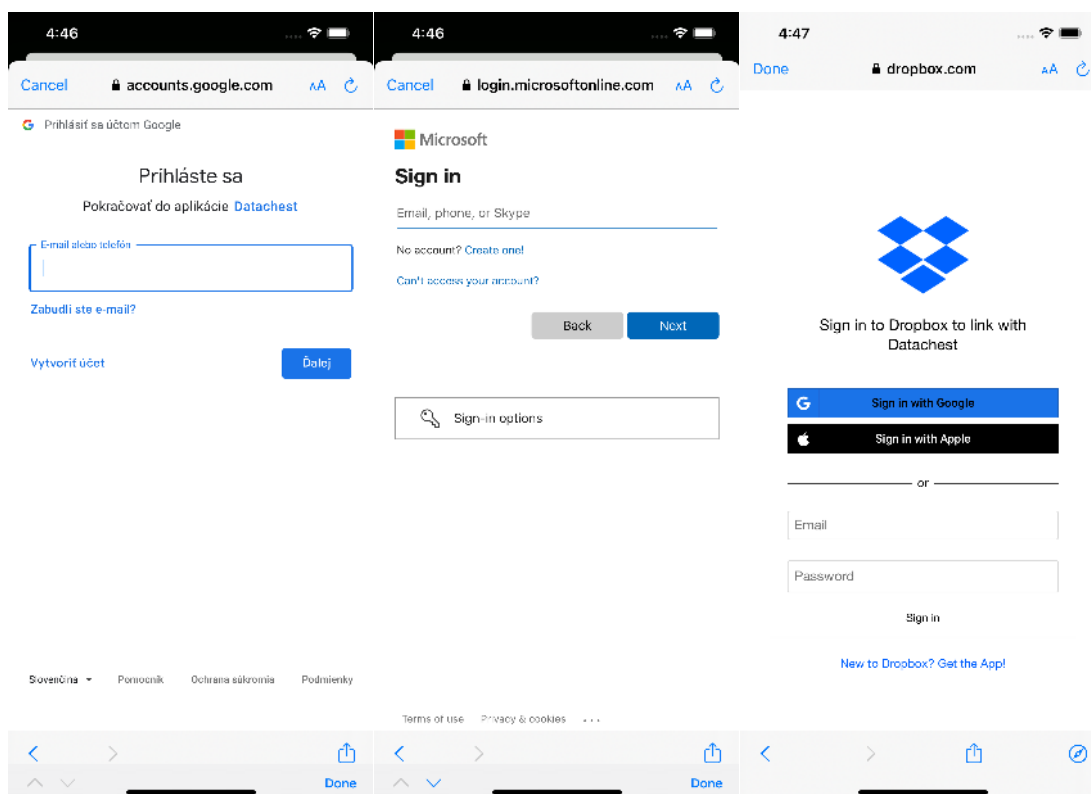 4:46
Cancel
accounts.google.com
AA
Prihlásiť sa účtom Google
Prihláste sa
Pokračovať do aplikácie Datachest
E-mail alebo telefón
Zabudli ste e-mail?
Vytvoriť účet
Ďalej
Slovenčina
Pomocník
Ochrana súkromia
Podmienky
Done
4:46
Cancel
login.microsoftonline.com
AA
Microsoft
Sign in
Email, phone, or Skype
No account? Create one!
Can't access your account?
Back
Next
Sign-in options
Terms of use
Privacy & cookies
...
Done
4:47
Done
dropbox.com
AA
Sign in to Dropbox to link with
Datachest
Sign in with Google
Sign in with Apple
or
Email
Password
Sign in
New to Dropbox? Get the App!